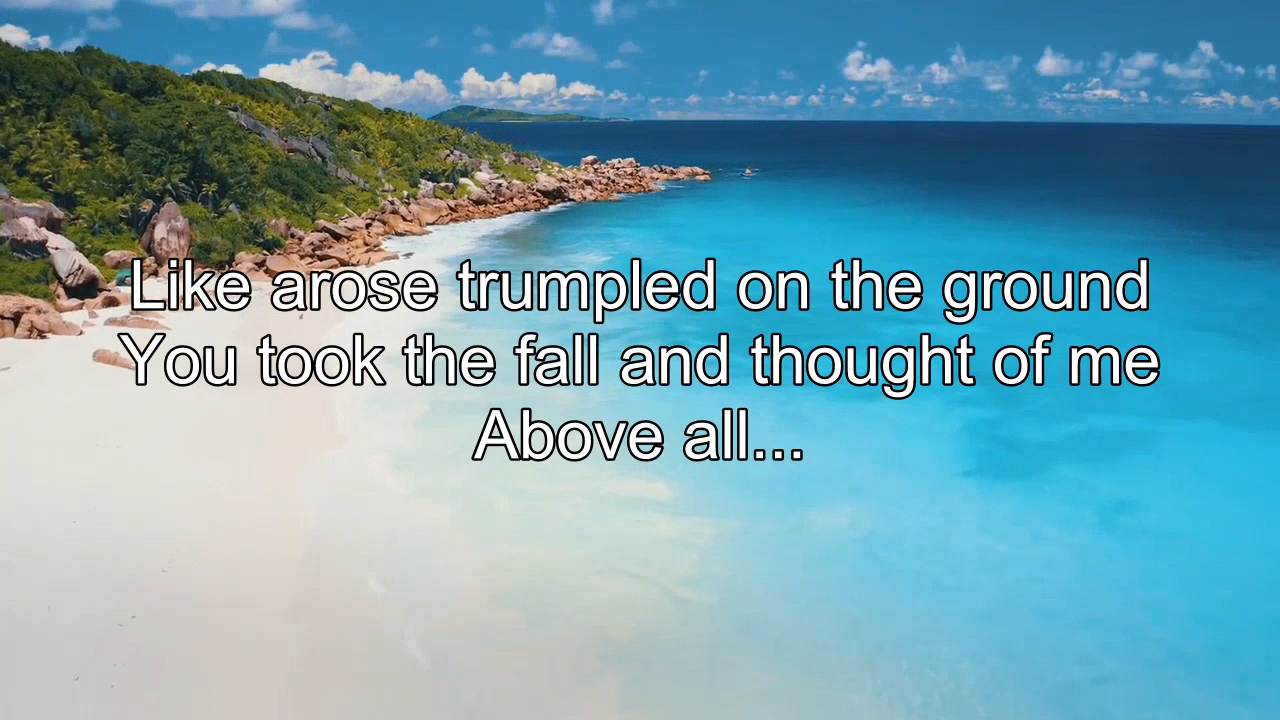 Like arose trumpled on the ground
You took the fall and thought of me
Above all...